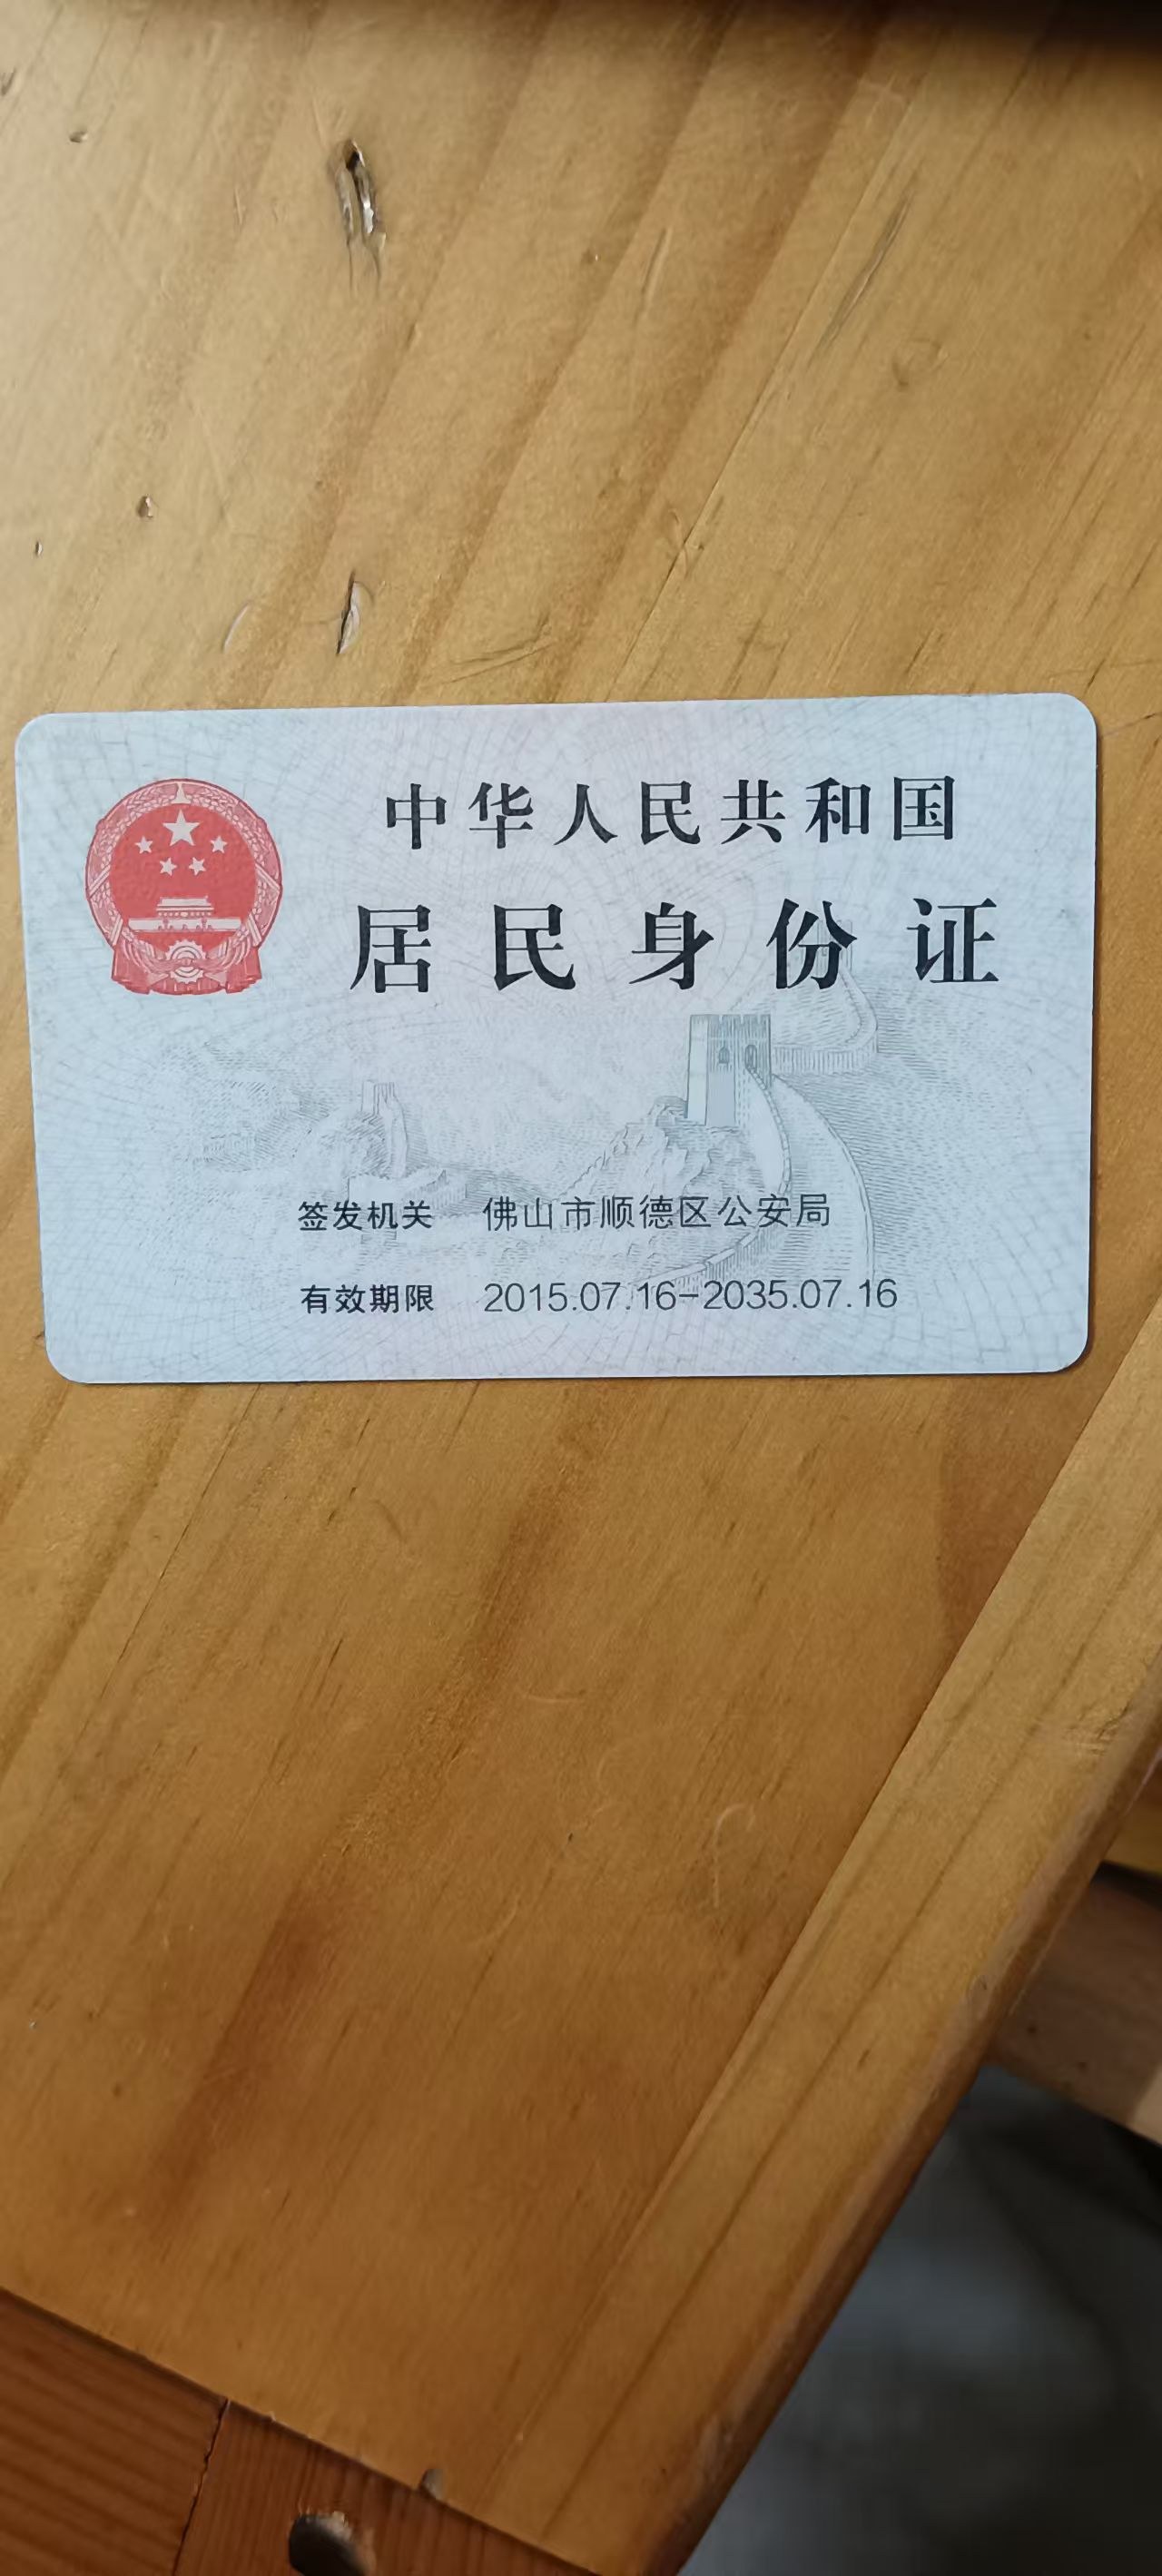 中华人民共和国
居民身份证
签发机关 佛山市顺德区公安局
有效期限 2015.07.16-2035.07.16